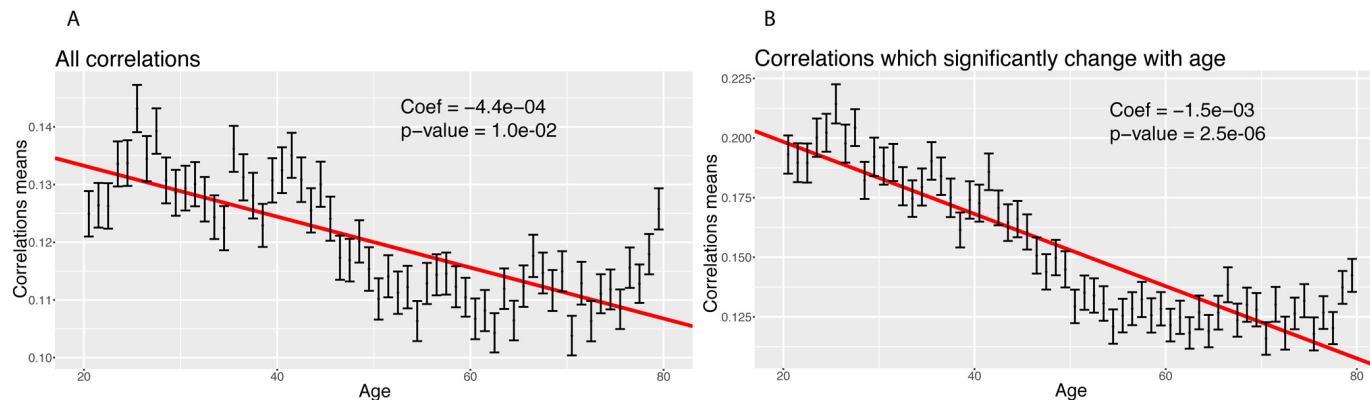 A
B
All correlations
Correlations which significantly change with age
Coef = −4.4e−04
p−value = 1.0e−02
Coef = −1.5e−03
p−value = 2.5e−06
Correlations means
0.14
0.13
0.12
0.11
0.10
20 40 60 80
Age
Correlations means
0.225
0.200
0.175
0.150
0.125
20 40 60 80
Age